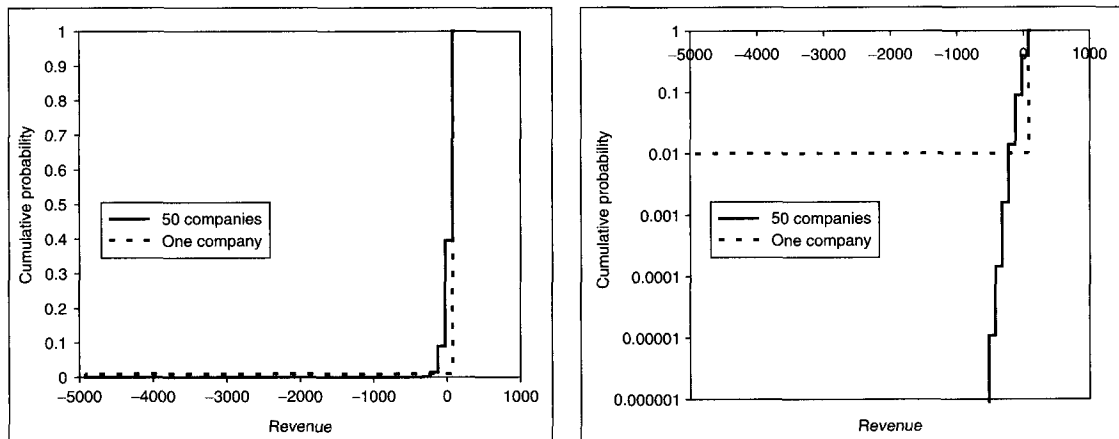 1
0.9
0.8
0.7
0.6
0.5
0.4
0.3
0.2
0.1
0
Cumulative probability
50 companies
One company
−5000 −4000 −3000 −2000 −1000 0 1000
Revenue
1
0.1
0.01
0.001
0.0001
0.00001
0.000001
−5000 −4000 −3000 −2000 −1000 0 1000
Cumulative probability
50 companies
One company
Revenue